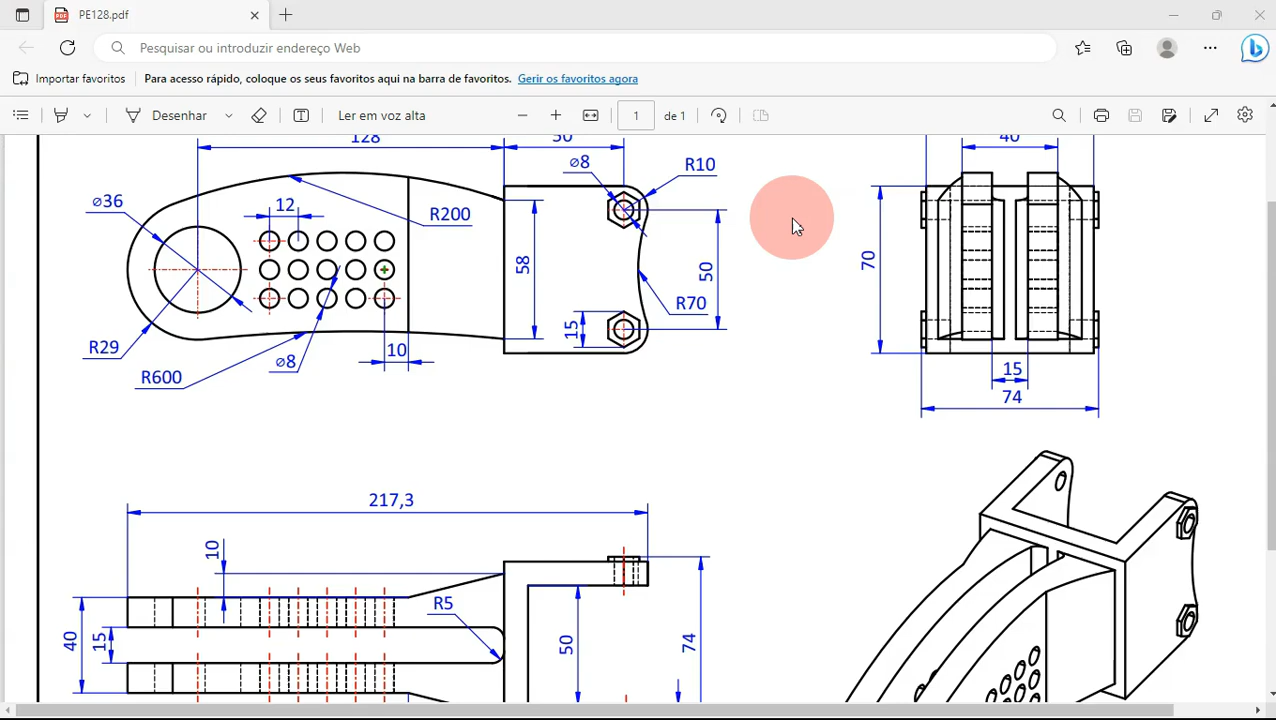 PE128.pdf
Pesquisar ou introduzir endereço Web
Importar favoritos
Para acesso rápido, coloque os seus favoritos aqui na barra de favoritos. Gerir os favoritos agora
Desenhar
Ler em voz alta
1 de 1
128
50
40
⌀8
R10
⌀36
12
R200
70
58
50
R70
15
R29
10
⌀8
R600
15
74
217,3
10
R5
40
15
50
74